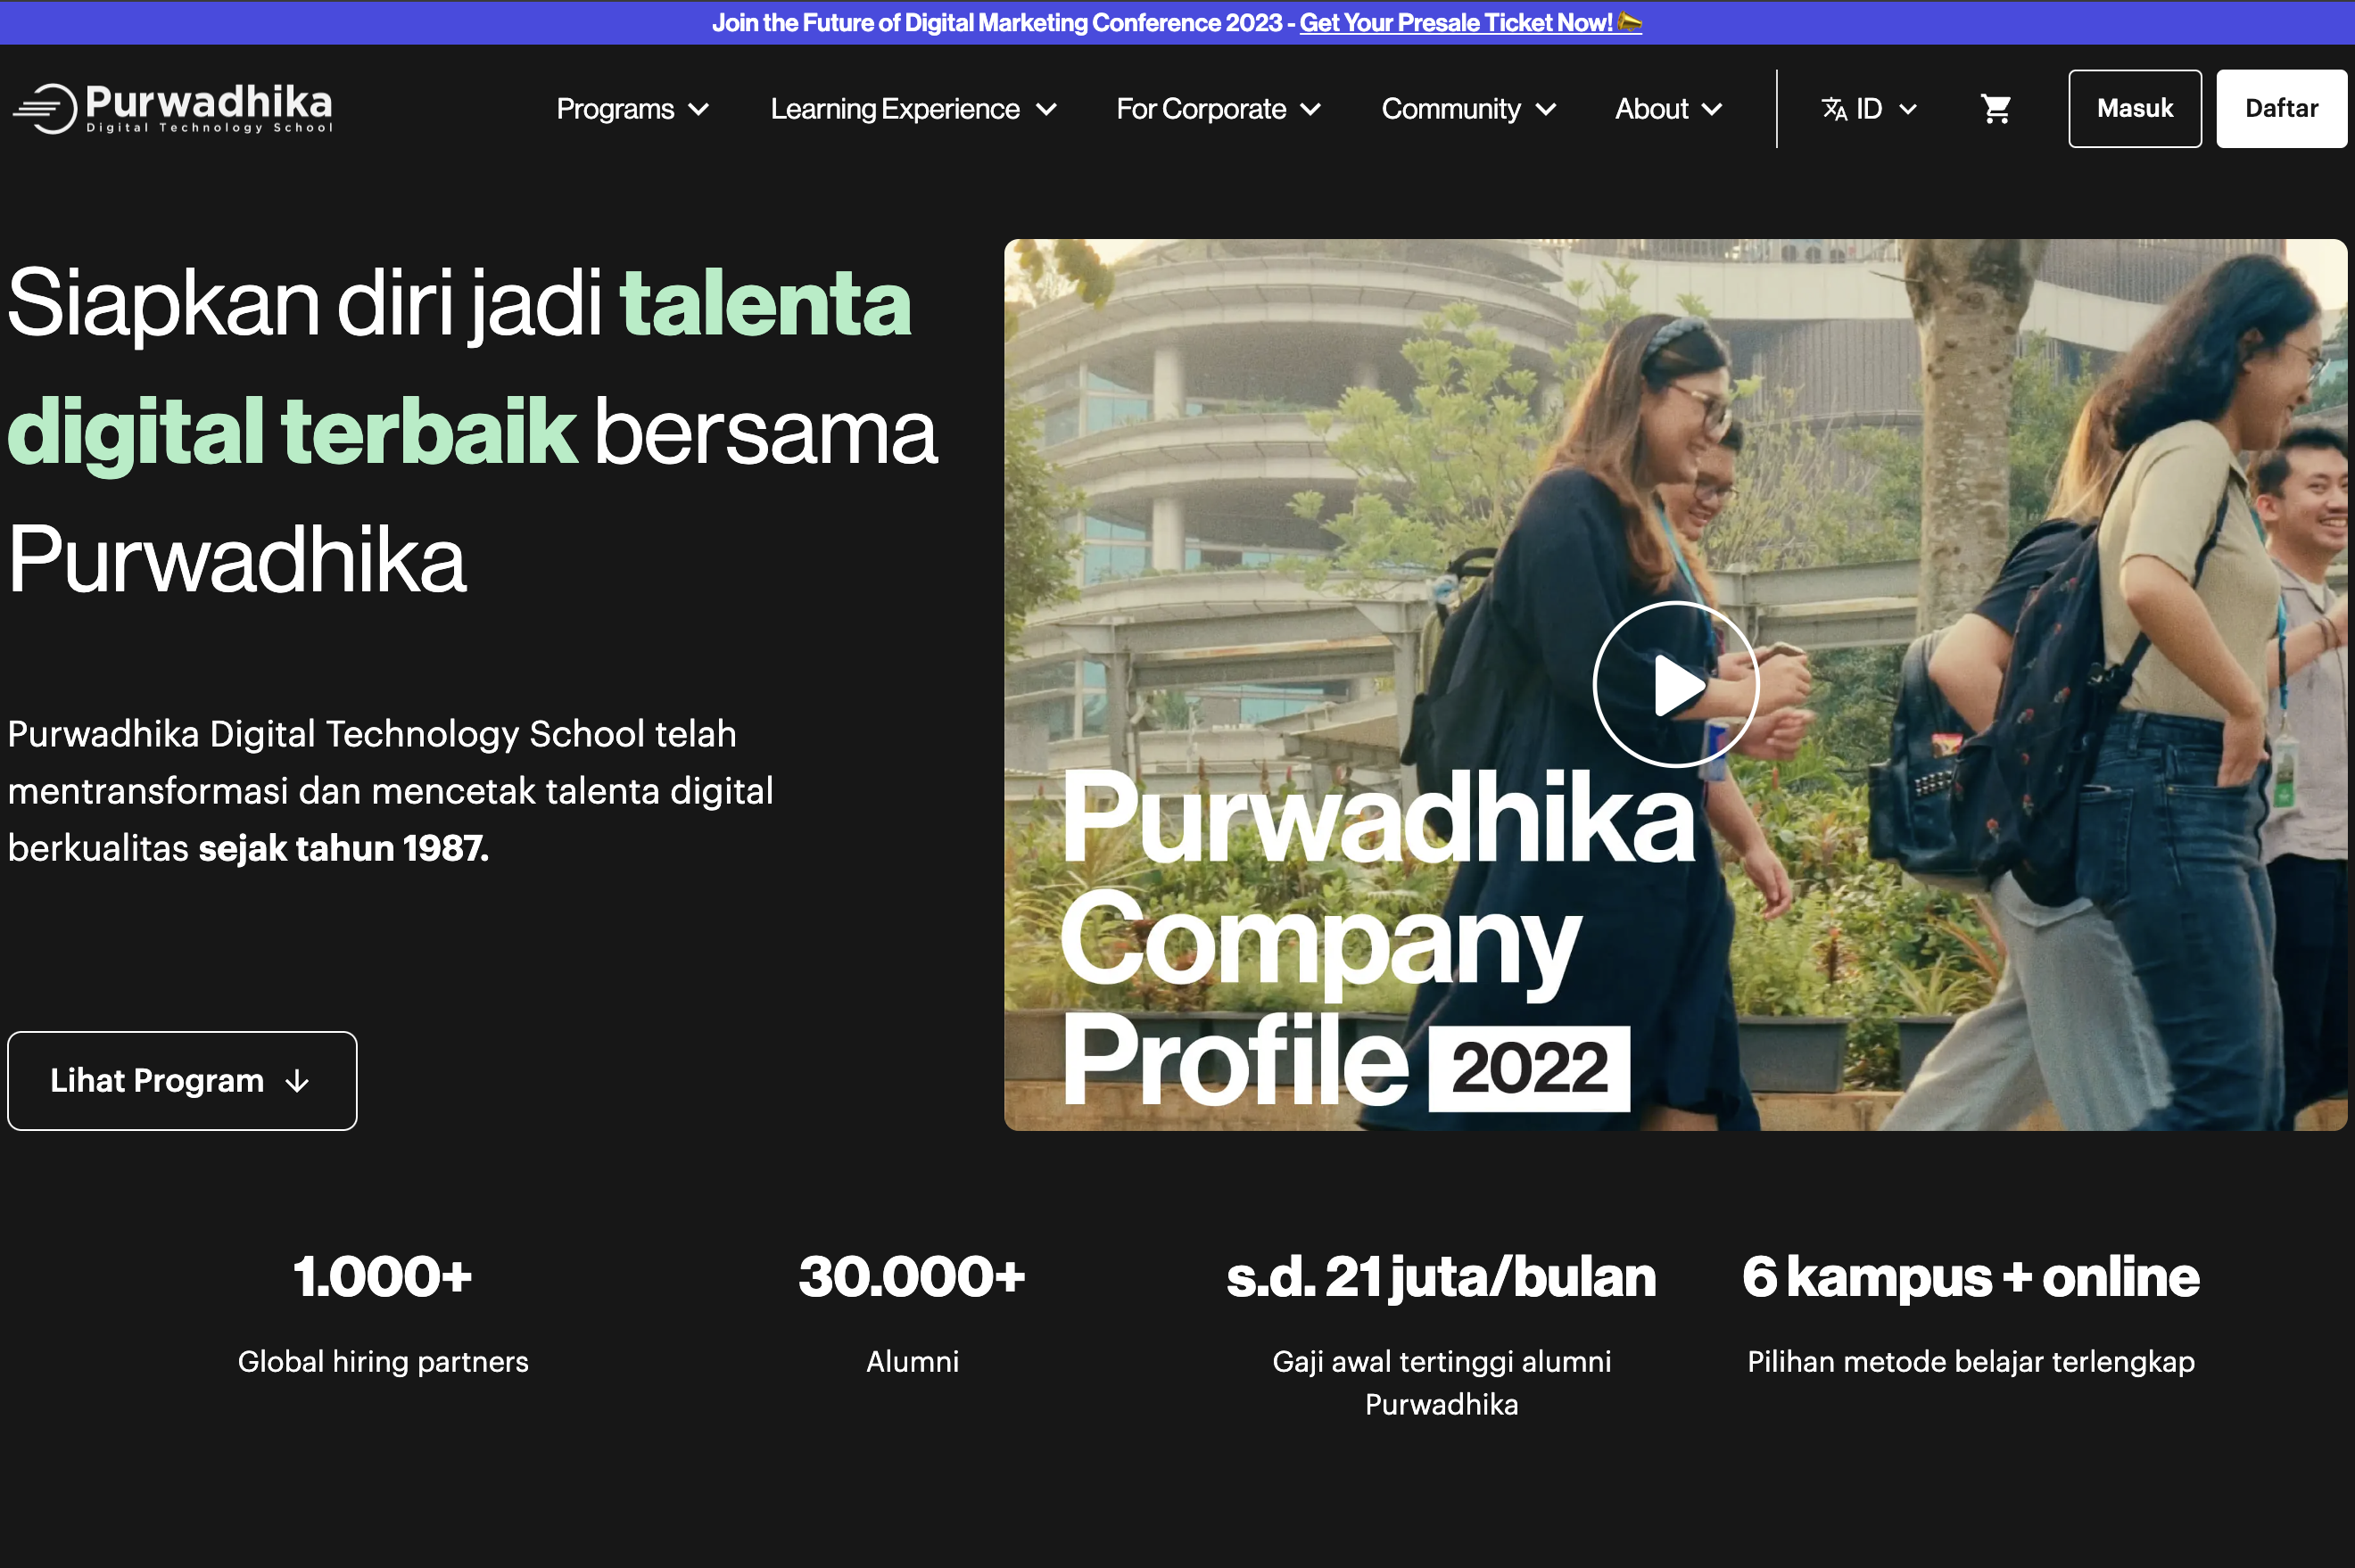 Join the Future of Digital Marketing Conference 2023 - Get Your Presale Ticket Now!
Purwadhika
Digital Technology School
Programs
Learning Experience
For Corporate
Community
About
ID
Masuk
Daftar
Siapkan diri jadi talenta
digital terbaik bersama
Purwadhika
Purwadhika Digital Technology School telah
mentransformasi dan mencetak talenta digital
berkualitas sejak tahun 1987.
Lihat Program
Purwadhika
Company
Profile 2022
1.000+
Global hiring partners
30.000+
Alumni
s.d. 21 juta/bulan
Gaji awal tertinggi alumni
Purwadhika
6 kampus + online
Pilihan metode belajar terlengkap